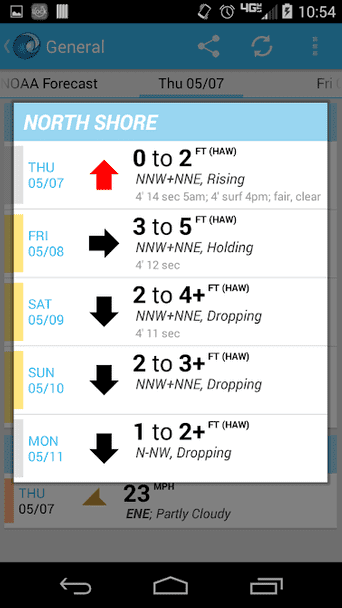 4G LTE 10:54
General
NOAA Forecast Thu 05/07 Fri
NORTH SHORE
THU 05/07
0 to 2 FT (HAW)
NNW+NNE, Rising
4' 14 sec 5am; 4' surf 4pm; fair, clear
FRI 05/08
3 to 5 FT (HAW)
NNW+NNE, Holding
4' 12 sec
SAT 05/09
2 to 4+ FT (HAW)
NNW+NNE, Dropping
4' 11 sec
SUN 05/10
2 to 3+ FT (HAW)
NNW+NNE, Dropping
MON 05/11
1 to 2+ FT (HAW)
N-NW, Dropping
THU 05/07
23 MPH
ENE; Partly Cloudy